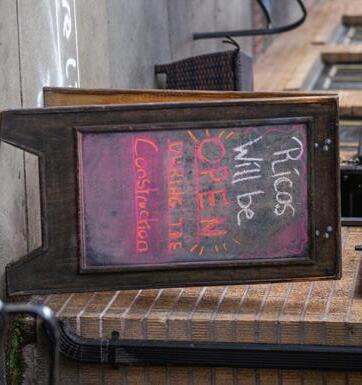 Ricos
Will be
OPEN
DURING THE
Construction